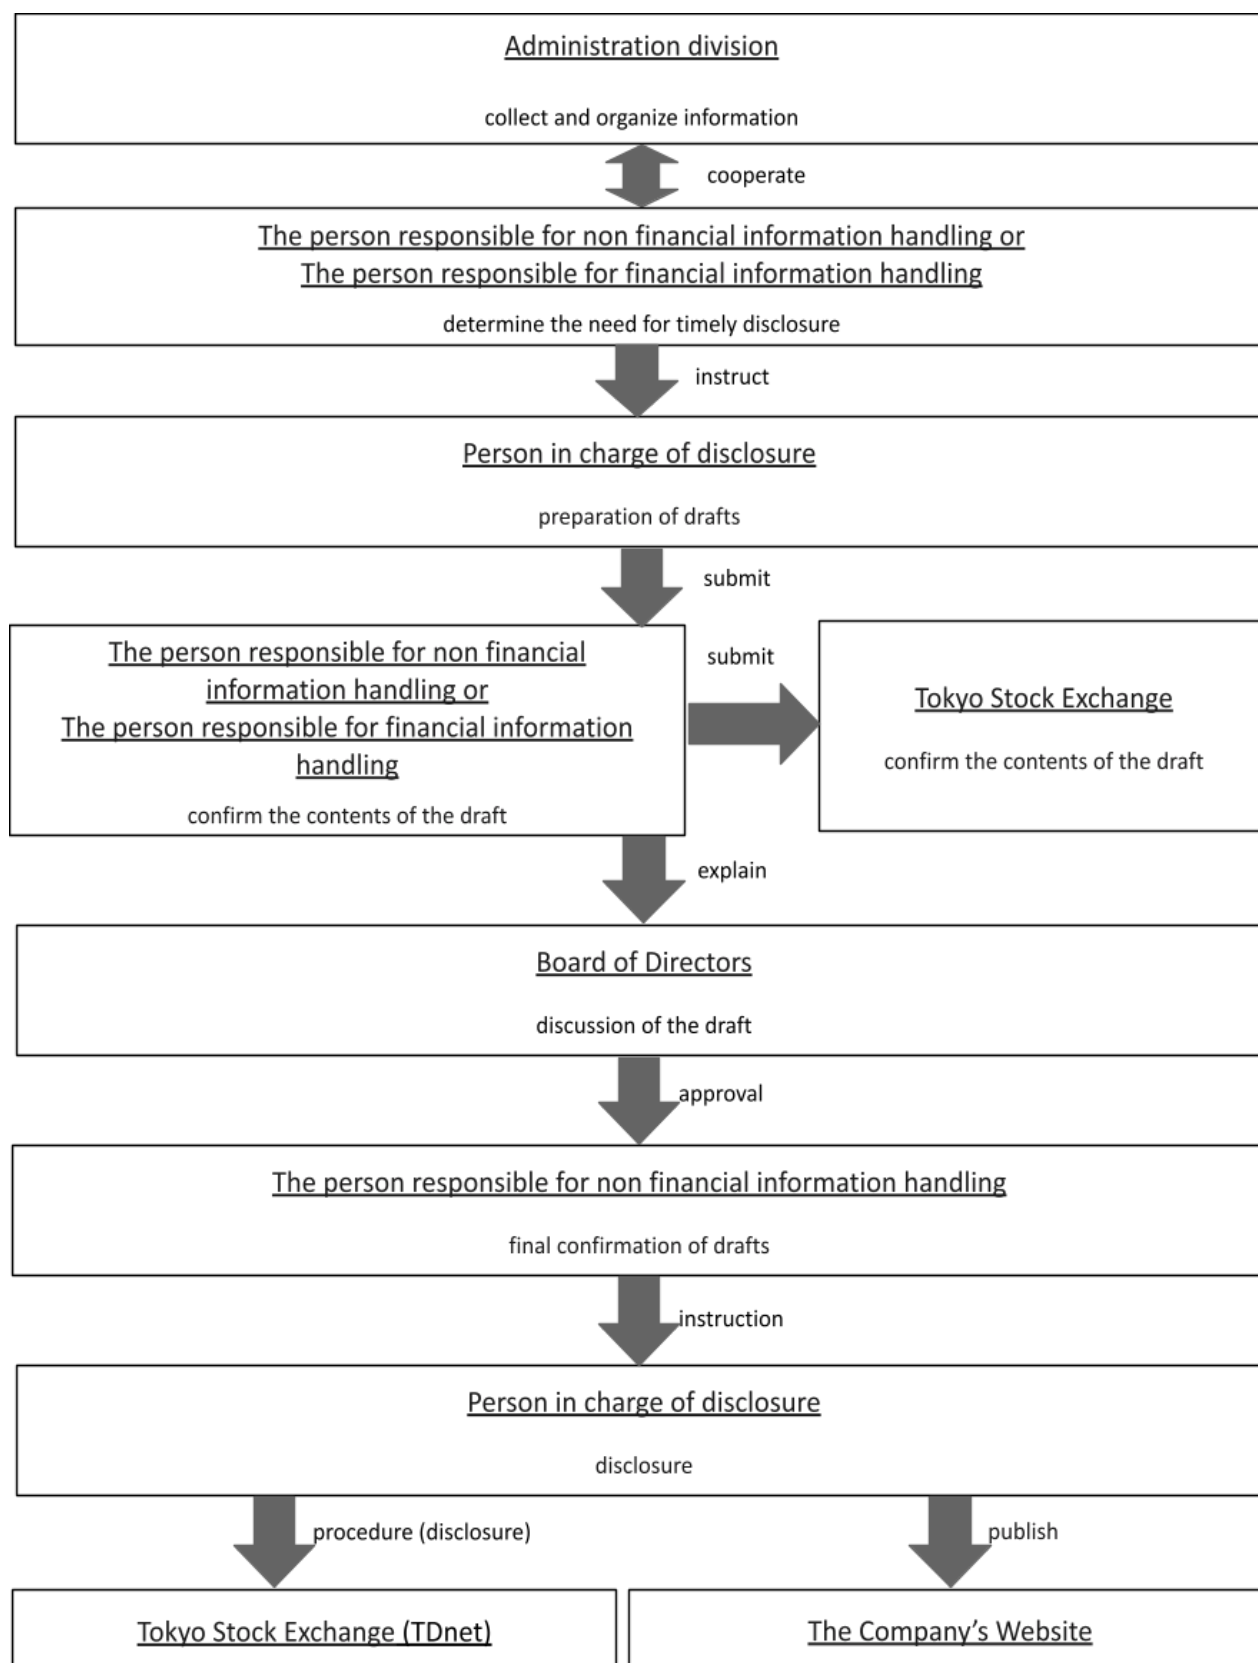 Administration division
collect and organize information
cooperate
The person responsible for non financial information handling or
The person responsible for financial information handling
determine the need for timely disclosure
instruct
Person in charge of disclosure
preparation of drafts
submit
The person responsible for non financial
information handling or
The person responsible for financial information
handling
confirm the contents of the draft
submit
Tokyo Stock Exchange
confirm the contents of the draft
explain
Board of Directors
discussion of the draft
approval
The person responsible for non financial information handling
final confirmation of drafts
instruction
Person in charge of disclosure
disclosure
procedure (disclosure)
publish
Tokyo Stock Exchange (TDnet)
The Company’s Website